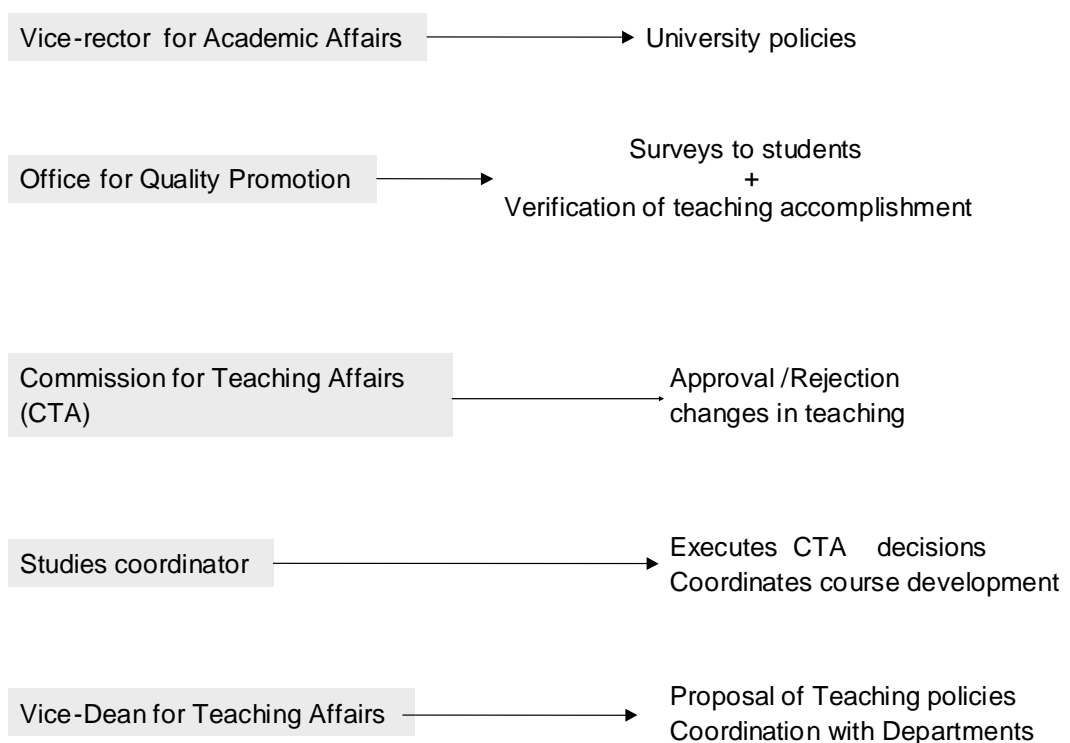 Vice-rector for Academic Affairs
University policies
Office for Quality Promotion
Surveys to students
+
Verification of teaching accomplishment
Commission for Teaching Affairs
(CTA)
Approval /Rejection
changes in teaching
Studies coordinator
Executes CTA decisions
Coordinates course development
Vice-Dean for Teaching Affairs
Proposal of Teaching policies
Coordination with Departments